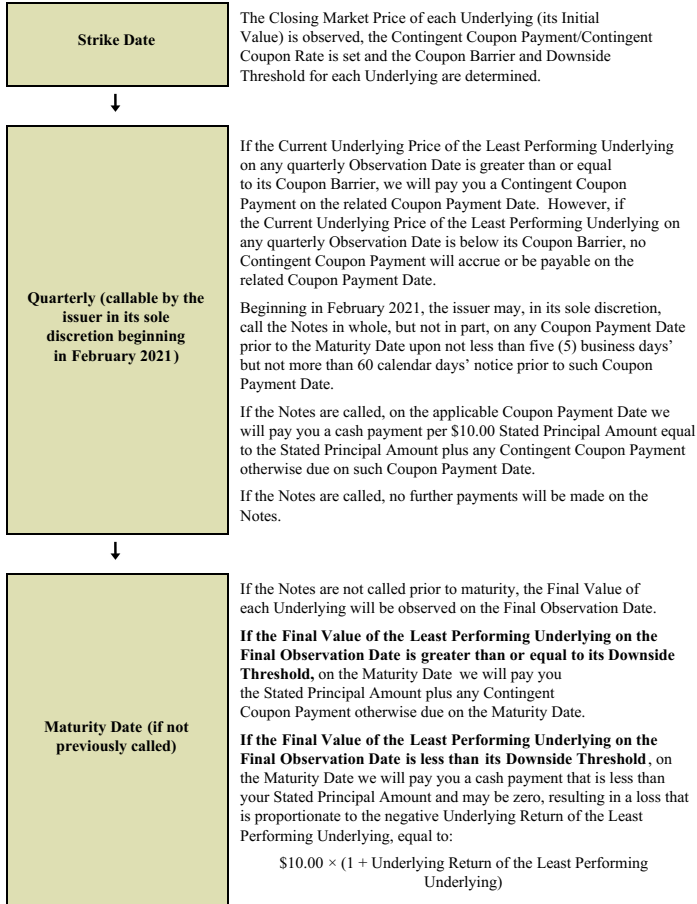 Strike Date
The Closing Market Price of each Underlying (its Initial
Value) is observed, the Contingent Coupon Payment/Contingent
Coupon Rate is set and the Coupon Barrier and Downside
Threshold for each Underlying are determined.
Quarterly (callable by the
issuer in its sole
discretion beginning
in February 2021)
If the Current Underlying Price of the Least Performing Underlying
on any quarterly Observation Date is greater than or equal
to its Coupon Barrier, we will pay you a Contingent Coupon
Payment on the related Coupon Payment Date. However, if
the Current Underlying Price of the Least Performing Underlying on
any quarterly Observation Date is below its Coupon Barrier, no
Contingent Coupon Payment will accrue or be payable on the
related Coupon Payment Date.
Beginning in February 2021, the issuer may, in its sole discretion,
call the Notes in whole, but not in part, on any Coupon Payment Date
prior to the Maturity Date upon not less than five (5) business days’
but not more than 60 calendar days’ notice prior to such Coupon
Payment Date.
If the Notes are called, on the applicable Coupon Payment Date we
will pay you a cash payment per $10.00 Stated Principal Amount equal
to the Stated Principal Amount plus any Contingent Coupon Payment
otherwise due on such Coupon Payment Date.
If the Notes are called, no further payments will be made on the
Notes.
Maturity Date (if not
previously called)
If the Notes are not called prior to maturity, the Final Value of
each Underlying will be observed on the Final Observation Date.
If the Final Value of the Least Performing Underlying on the
Final Observation Date is greater than or equal to its Downside
Threshold, on the Maturity Date we will pay you
the Stated Principal Amount plus any Contingent
Coupon Payment otherwise due on the Maturity Date.
If the Final Value of the Least Performing Underlying on the
Final Observation Date is less than its Downside Threshold, on
the Maturity Date we will pay you a cash payment that is less than
your Stated Principal Amount and may be zero, resulting in a loss that
is proportionate to the negative Underlying Return of the Least
Performing Underlying, equal to:
$10.00 × (1 + Underlying Return of the Least Performing
Underlying)